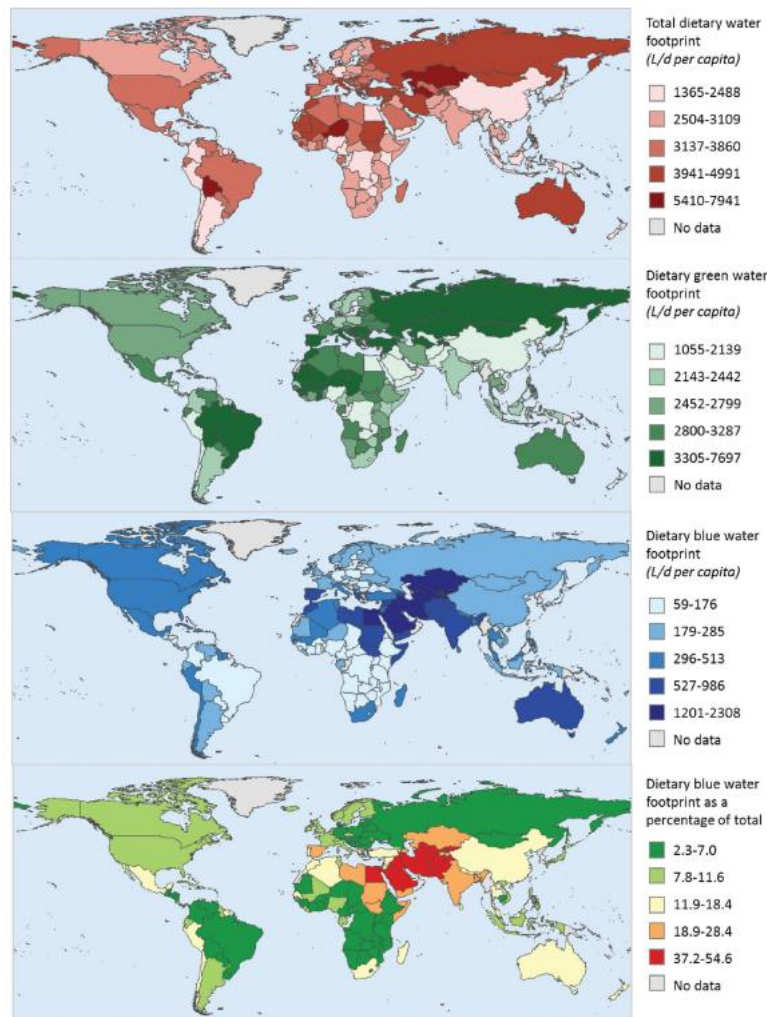 Total dietary water
footprint
(L/d per capita)
1365-2488
2504-3109
3137-3860
3941-4991
5410-7941
No data
Dietary green water
footprint
(L/d per capita)
1055-2139
2143-2442
2452-2799
2800-3287
3305-7697
No data
Dietary blue water
footprint
(L/d per capita)
59-176
179-285
296-513
527-986
1201-2308
No data
Dietary blue water
footprint as a
percentage of total
2.3-7.0
7.8-11.6
11.9-18.4
18.9-28.4
37.2-54.6
No data